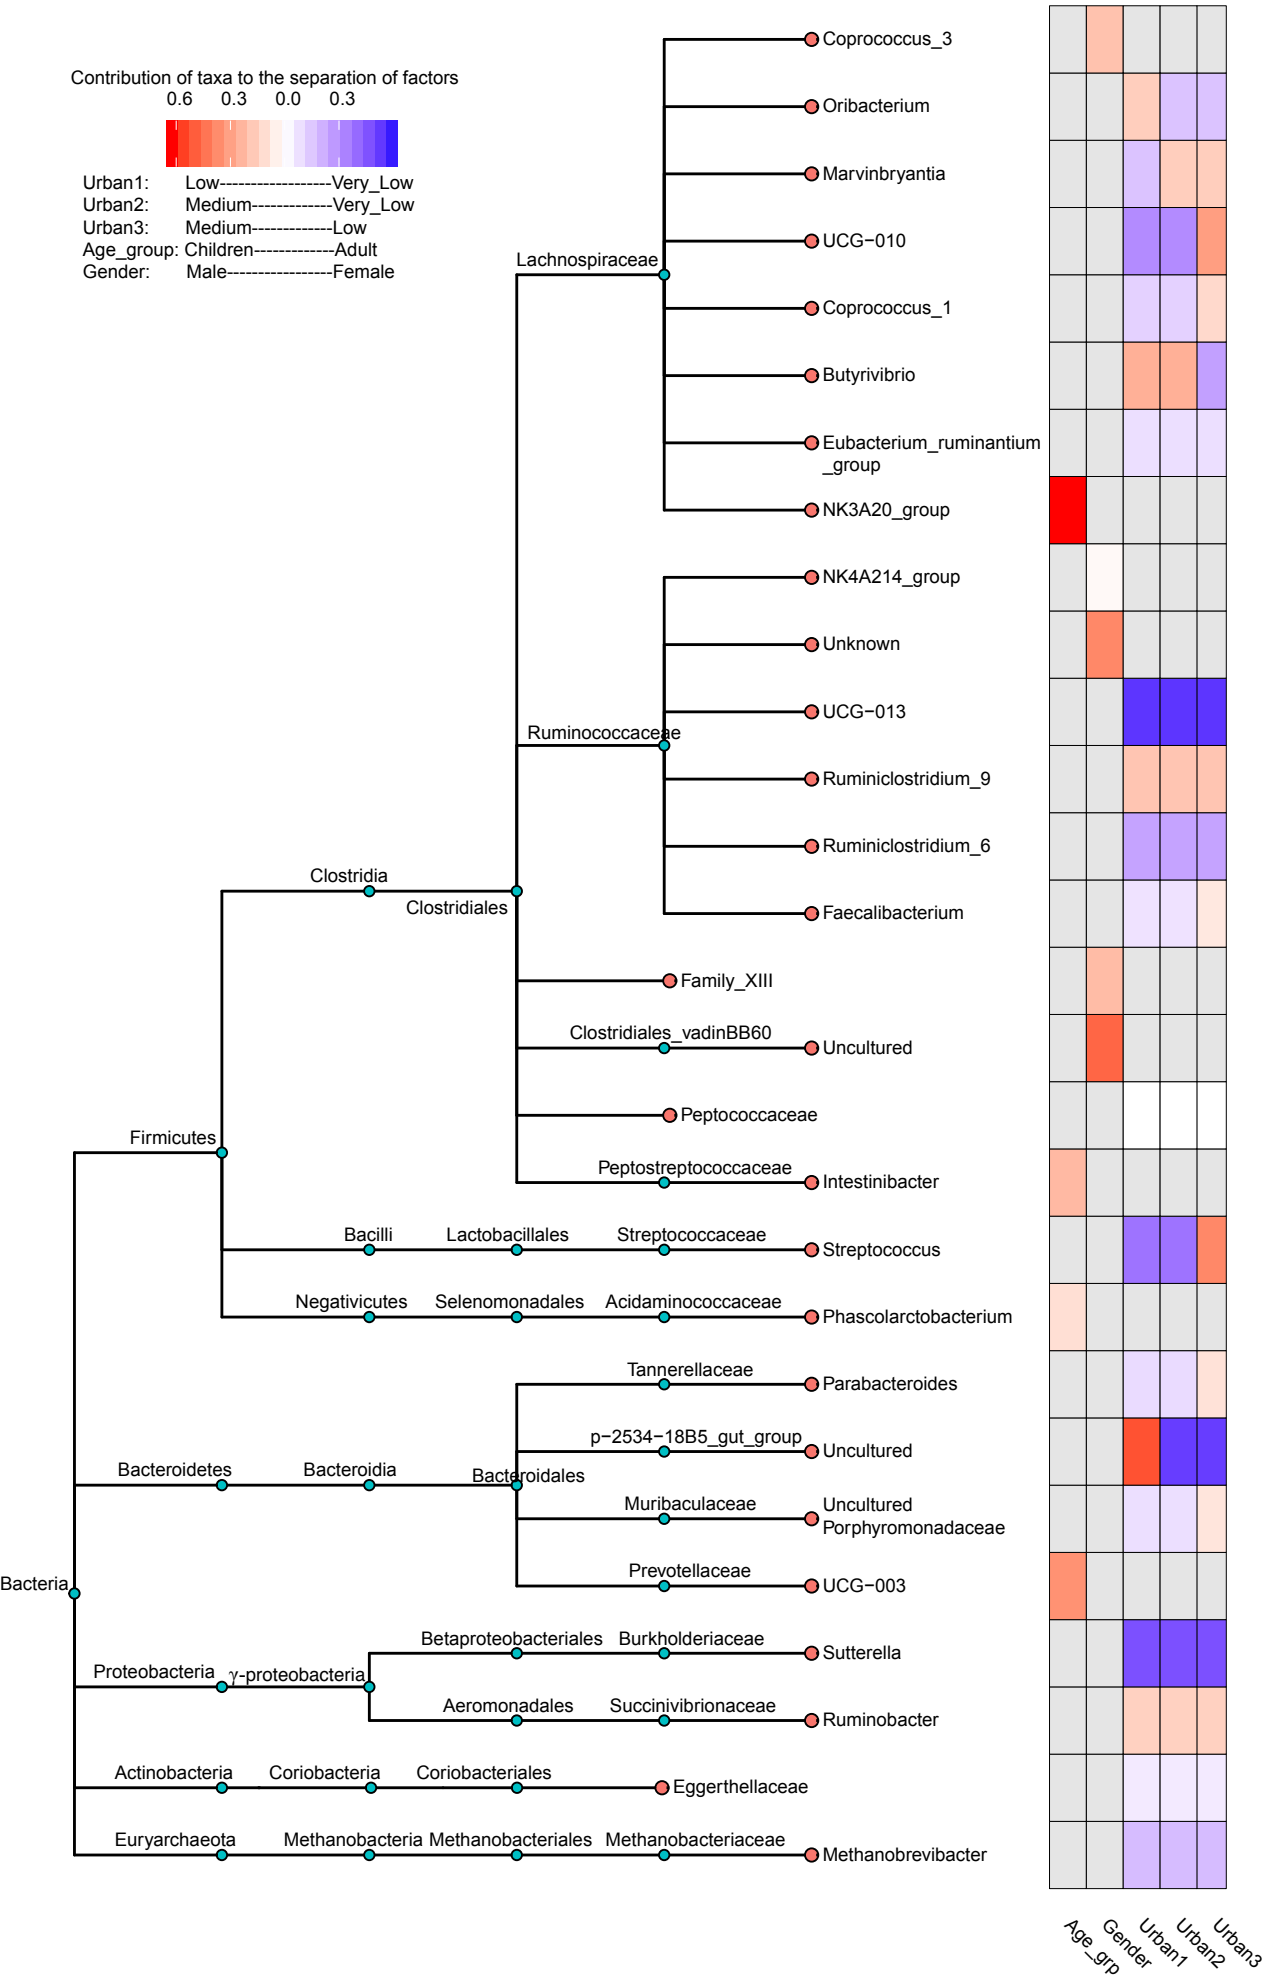 Contribution of taxa to the separation of factors
0.6 0.3 0.0 0.3
Urban1: Low------------------Very_Low
Urban2: Medium-------------Very_Low
Urban3: Medium-------------Low
Age_group: Children-------------Adult
Gender: Male-----------------Female
Coprococcus_3
Oribacterium
Marvinbryantia
UCG−010
Lachnospiraceae
Coprococcus_1
Butyrivibrio
Eubacterium_ruminantium
_group
NK3A20_group
NK4A214_group
Unknown
UCG−013
Ruminococcaceae
Ruminiclostridium_9
Ruminiclostridium_6
Clostridia
Clostridiales
Faecalibacterium
Family_XIII
Clostridiales_vadinBB60
Uncultured
Peptococcaceae
Firmicutes
Peptostreptococcaceae
Intestinibacter
Bacilli Lactobacillales Streptococcaceae
Streptococcus
Negativicutes Selenomonadales Acidaminococcaceae
Phascolarctobacterium
Tannerellaceae
Parabacteroides
p−2534−18B5_gut_group
Uncultured
Bacteroidetes Bacteroidia Bacteroidales
Muribaculaceae
Uncultured
Porphyromonadaceae
Prevotellaceae
UCG−003
Bacteria
Betaproteobacteriales Burkholderiaceae
Sutterella
Proteobacteria γ-proteobacteria
Aeromonadales Succinivibrionaceae
Ruminobacter
Actinobacteria Coriobacteria Coriobacteriales
Eggerthellaceae
Euryarchaeota Methanobacteria Methanobacteriales Methanobacteriaceae
Methanobrevibacter
Age_grp
Gender
Urban1
Urban2
Urban3